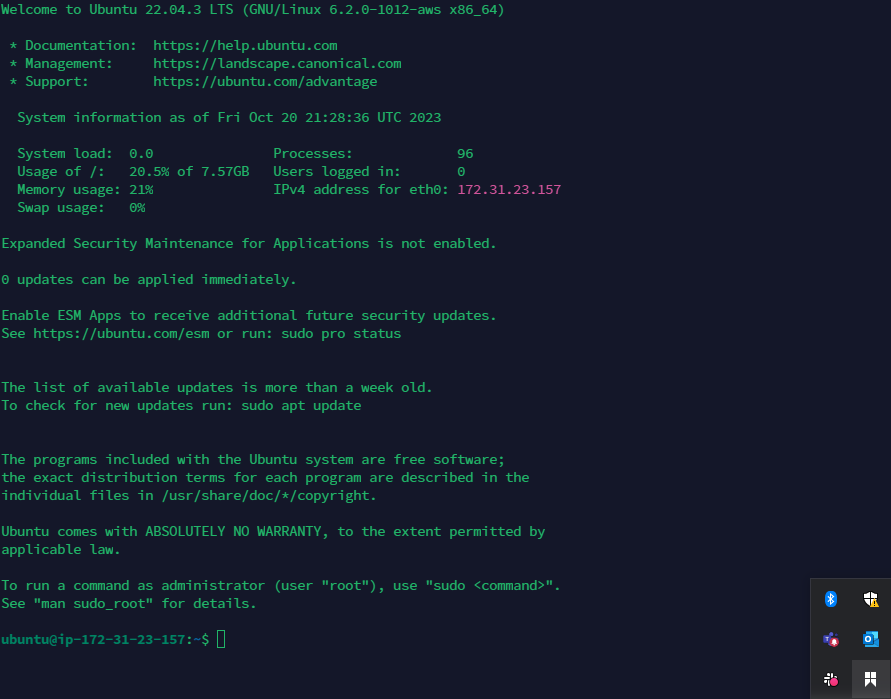 Welcome to Ubuntu 22.04.3 LTS (GNU/Linux 6.2.0-1012-aws x86_64)
* Documentation:  https://help.ubuntu.com
* Management:     https://landscape.canonical.com
* Support:        https://ubuntu.com/advantage
System information as of Fri Oct 20 21:28:36 UTC 2023
System load:  0.0               Processes:             96
Usage of /:   20.5% of 7.57GB   Users logged in:       0
Memory usage: 21%               IPv4 address for eth0: 172.31.23.157
Swap usage:   0%
Expanded Security Maintenance for Applications is not enabled.
0 updates can be applied immediately.
Enable ESM Apps to receive additional future security updates.
See https://ubuntu.com/esm or run: sudo pro status
The list of available updates is more than a week old.
To check for new updates run: sudo apt update
The programs included with the Ubuntu system are free software;
the exact distribution terms for each program are described in the
individual files in /usr/share/doc/*/copyright.
Ubuntu comes with ABSOLUTELY NO WARRANTY, to the extent permitted by
applicable law.
To run a command as administrator (user "root"), use "sudo <command>".
See "man sudo_root" for details.
ubuntu@ip-172-31-23-157:~$